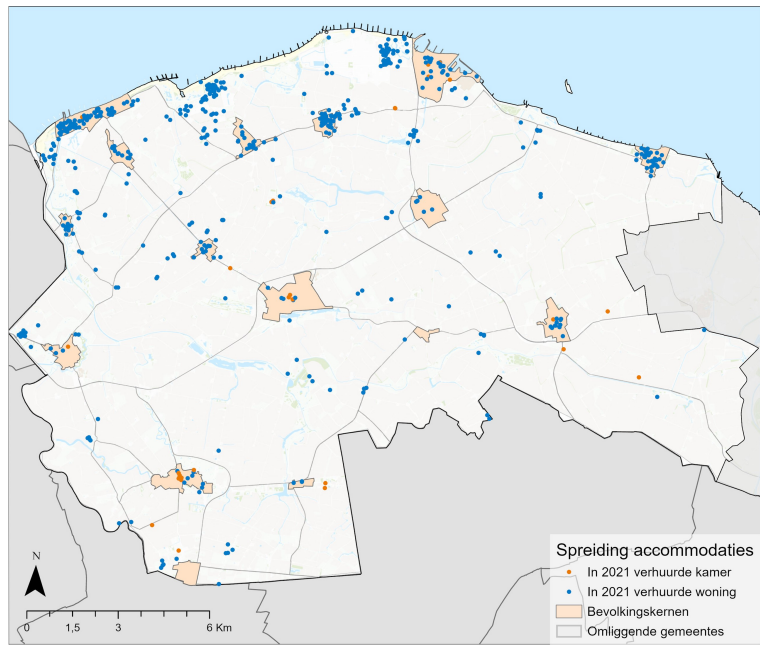 Spreiding accommodaties
In 2021 verhuurde kamer
In 2021 verhuurde woning
Bevolkingskernen
Omliggende gemeentes
N
0 1,5 3 6 Km